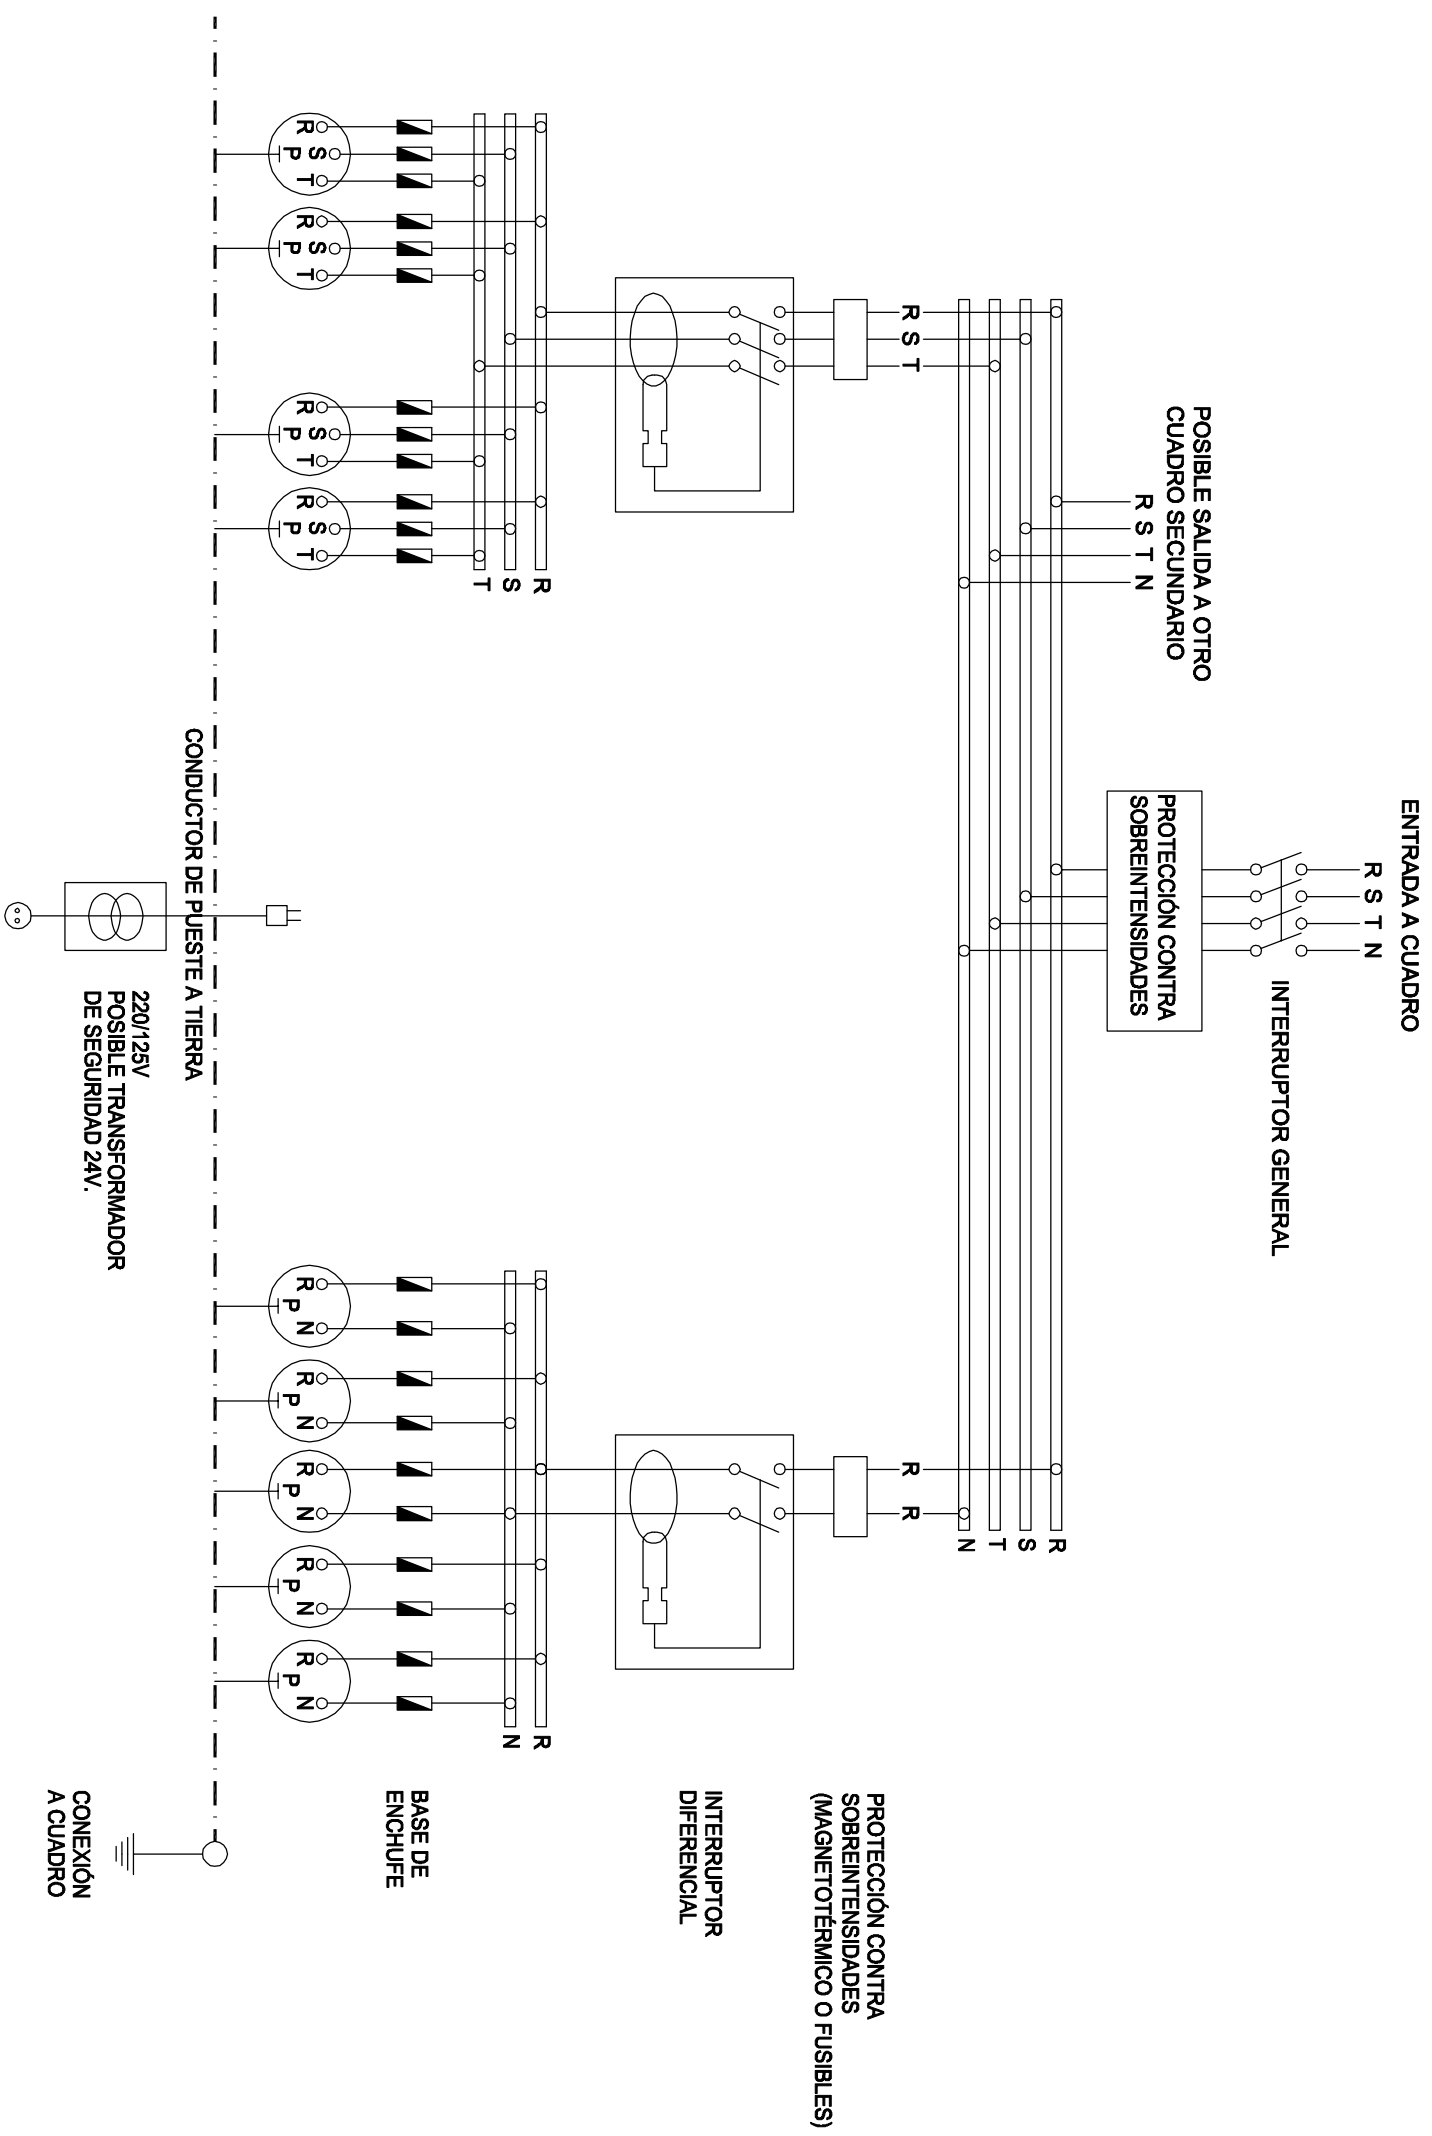 ENTRADA A CUADRO
R S T N
INTERRUPTOR GENERAL
POSIBLE SALIDA A OTRO
CUADRO SECUNDARIO
R S T N
PROTECCIÓN CONTRA
SOBREINTENSIDADES
R
S
T
N
R S T
R R
PROTECCIÓN CONTRA
SOBREINTENSIDADES
(MAGNETOTÉRMICO O FUSIBLES)
INTERRUPTOR
DIFERENCIAL
R
S
T
R
N
BASE DE
ENCHUFE
R S T
P
R S T
P
R S T
P
R S T
P
R P N
R P N
R P N
R P N
R P N
CONDUCTOR DE PUESTE A TIERRA
220/125V
POSIBLE TRANSFORMADOR
DE SEGURIDAD 24V.
CONEXIÓN
A CUADRO